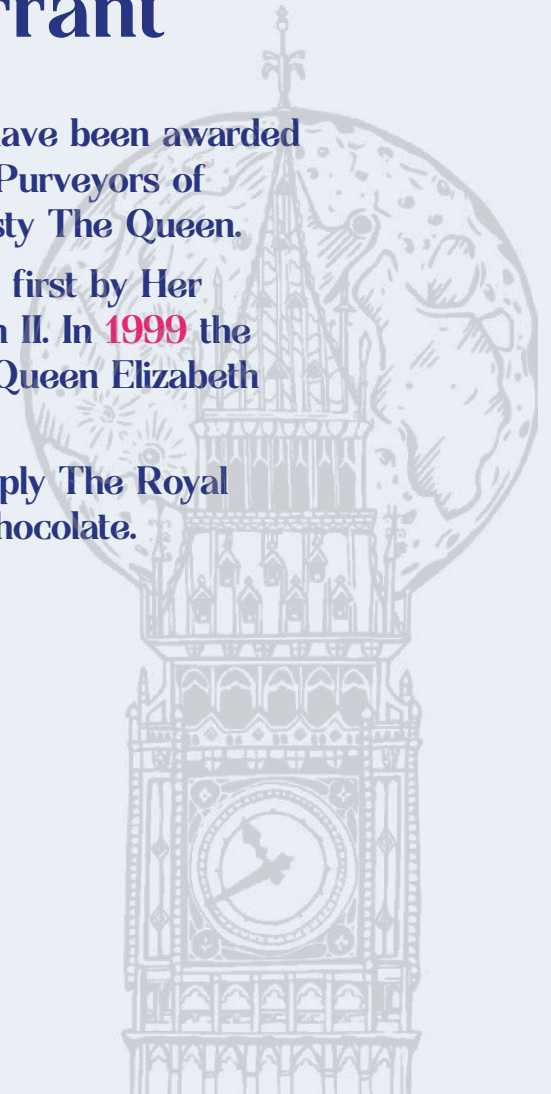 rrant
have been awarded
Purveyors of
sty The Queen.
first by Her
II. In 1999 the
Queen Elizabeth
ply The Royal
hocolate.